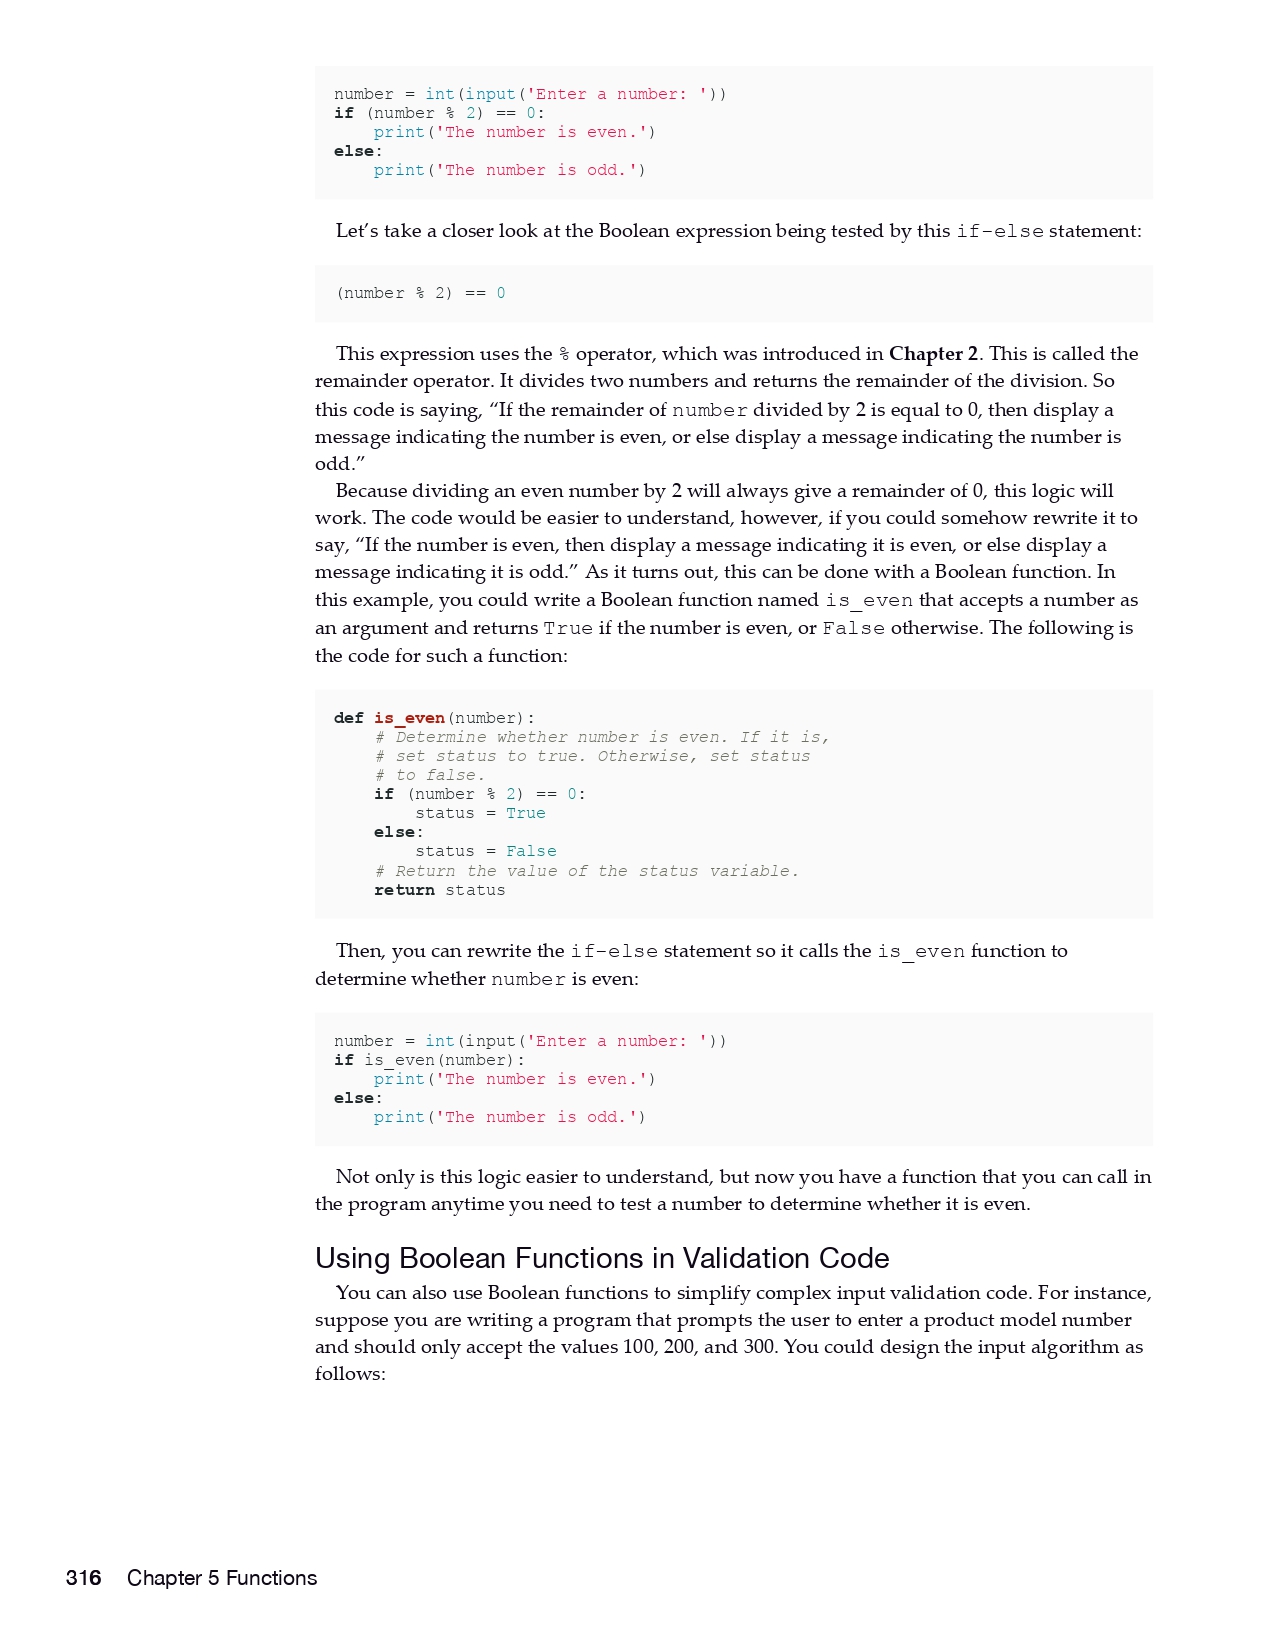 number = int(input('Enter a number: '))
if (number % 2) == 0:
    print('The number is even.')
else:
    print('The number is odd.')
Let’s take a closer look at the Boolean expression being tested by this if-else statement:
(number % 2) == 0
This expression uses the % operator, which was introduced in Chapter 2. This is called the
remainder operator. It divides two numbers and returns the remainder of the division. So
this code is saying, “If the remainder of number divided by 2 is equal to 0, then display a
message indicating the number is even, or else display a message indicating the number is
odd.”
Because dividing an even number by 2 will always give a remainder of 0, this logic will
work. The code would be easier to understand, however, if you could somehow rewrite it to
say, “If the number is even, then display a message indicating it is even, or else display a
message indicating it is odd.” As it turns out, this can be done with a Boolean function. In
this example, you could write a Boolean function named is_even that accepts a number as
an argument and returns True if the number is even, or False otherwise. The following is
the code for such a function:
def is_even(number):
    # Determine whether number is even. If it is,
    # set status to true. Otherwise, set status
    # to false.
    if (number % 2) == 0:
        status = True
    else:
        status = False
    # Return the value of the status variable.
    return status
Then, you can rewrite the if-else statement so it calls the is_even function to
determine whether number is even:
number = int(input('Enter a number: '))
if is_even(number):
    print('The number is even.')
else:
    print('The number is odd.')
Not only is this logic easier to understand, but now you have a function that you can call in
the program anytime you need to test a number to determine whether it is even.
Using Boolean Functions in Validation Code
You can also use Boolean functions to simplify complex input validation code. For instance,
suppose you are writing a program that prompts the user to enter a product model number
and should only accept the values 100, 200, and 300. You could design the input algorithm as
follows:
316 Chapter 5 Functions